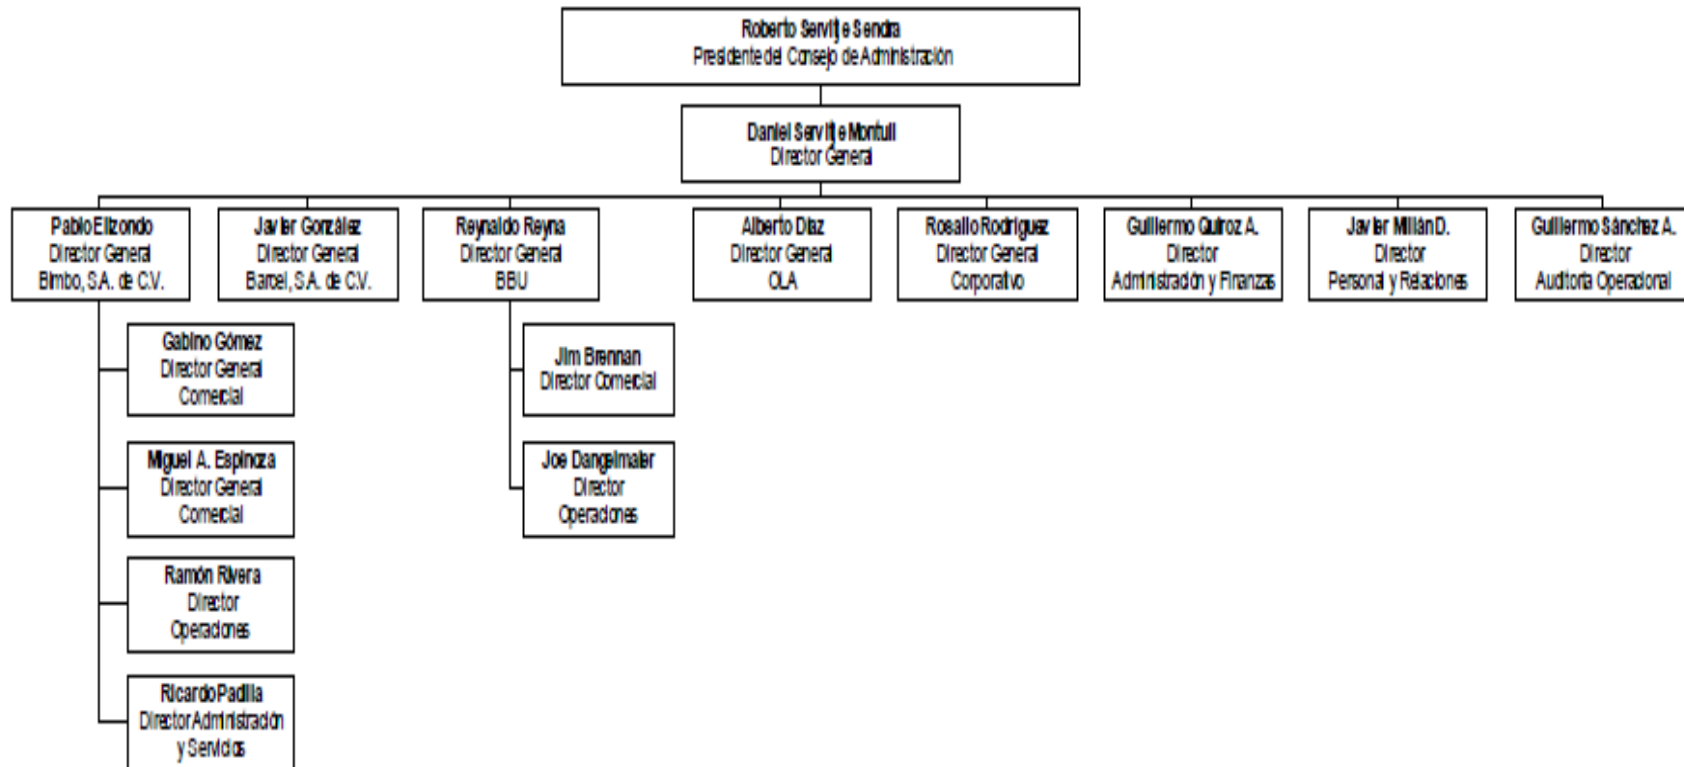 Roberto Servitje Sendra
Presidente del Consejo de Administración
Daniel Servitje Montull
Director General
Pablo Elizondo
Director General
Bimbo, S.A. de C.V.
Javier González
Director General
Barcel, S.A. de C.V.
Reynaldo Reyna
Director General
BBU
Alberto Díaz
Director General
OLA
Rosalio Rodríguez
Director General
Corporativo
Guillermo Quiroz A.
Director
Administración y Finanzas
Javier Millán D.
Director
Personal y Relaciones
Guillermo Sánchez A.
Director
Auditoría Operacional
Gabino Gómez
Director General
Comercial
Miguel A. Espinoza
Director General
Comercial
Ramón Rivera
Director
Operaciones
Ricardo Padilla
Director Administración
y Servicios
Jim Brennan
Director Comercial
Joe Dangelmaier
Director
Operaciones